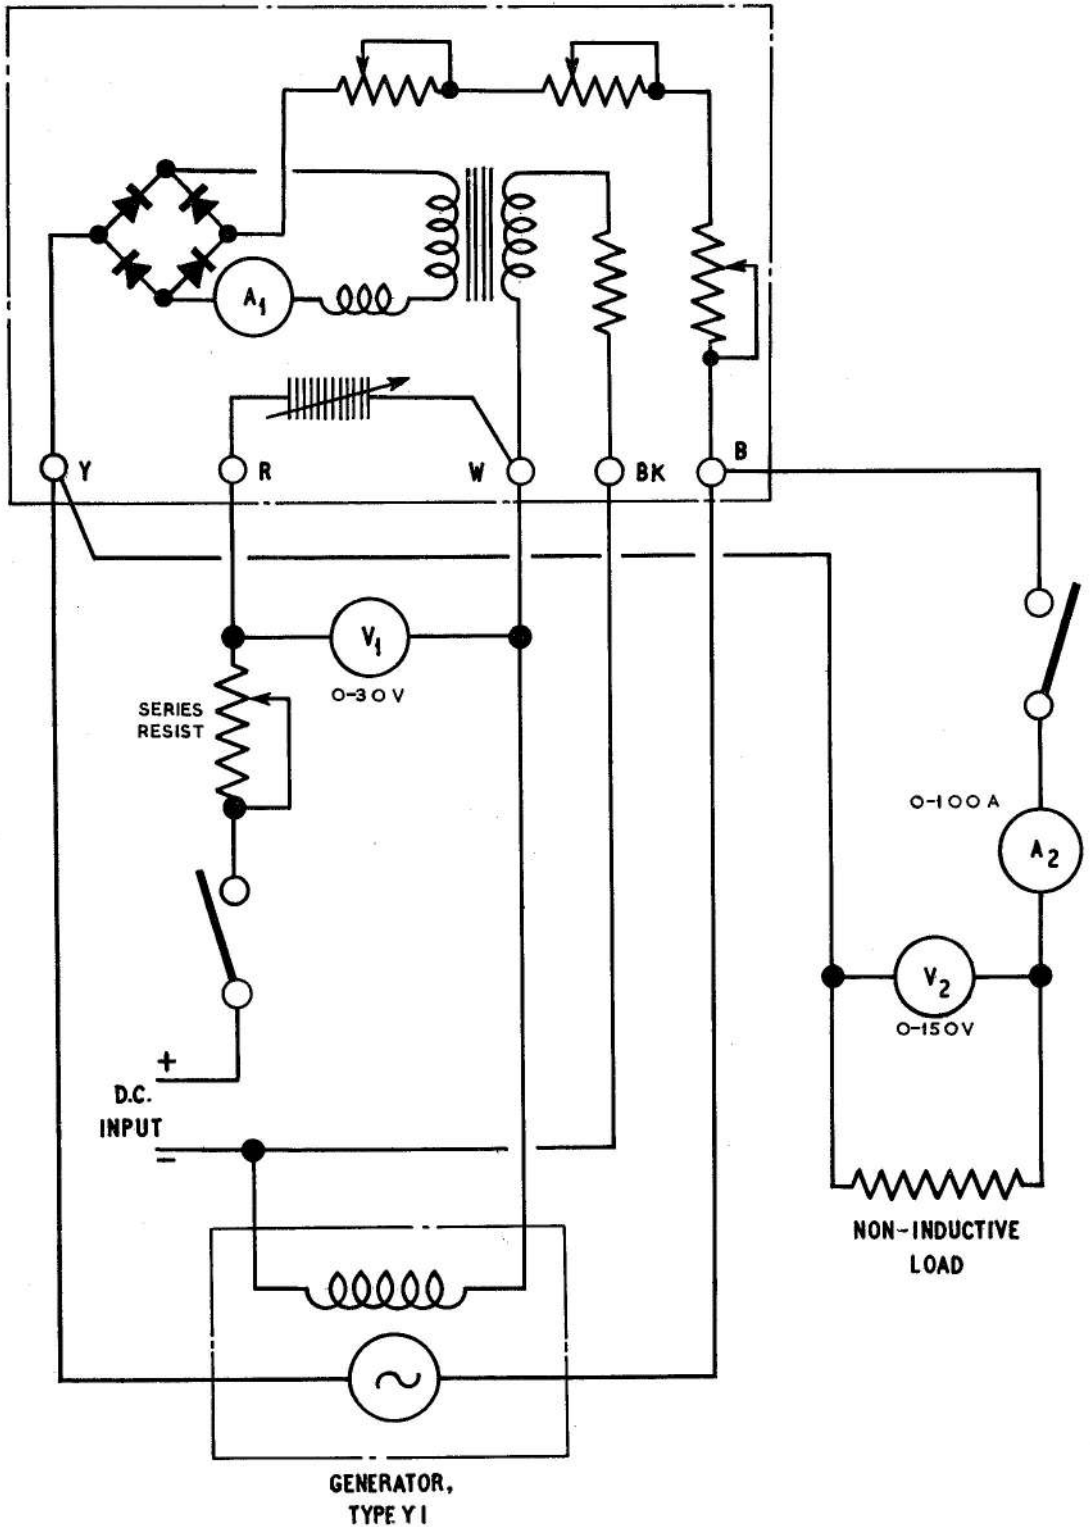 A1
Y
R
W
BK
B
V1
0-30V
SERIES
RESIST
0-100A
A2
V2
0-150V
+
D.C.
INPUT
-
NON-INDUCTIVE
LOAD
GENERATOR,
TYPE Y1